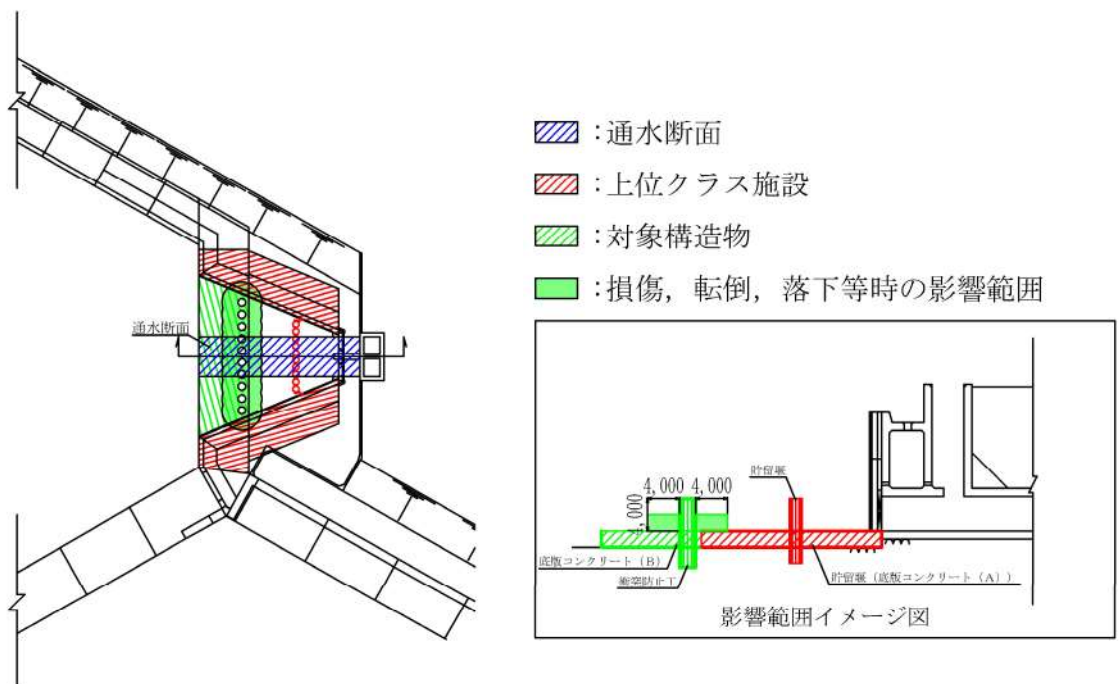 :通水断面
:上位クラス施設
:対象構造物
:損傷,転倒,落下等時の影響範囲
通水断面
貯留堰
4,000 4,000
4,000
底版コンクリート(B)
衝突防止工
貯留堰(底版コンクリート(A))
影響範囲イメージ図